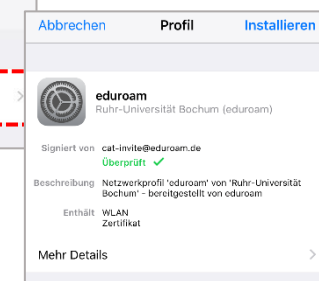 Abbrechen Profil Installieren
eduroam
Ruhr-Universität Bochum (eduroam)
Signiert von cat-invite@eduroam.de
Überprüft ✓
Beschreibung Netzwerkprofil 'eduroam' von 'Ruhr-Universität
Bochum' - bereitgestellt von eduroam
Enthält WLAN
Zertifikat
Mehr Details